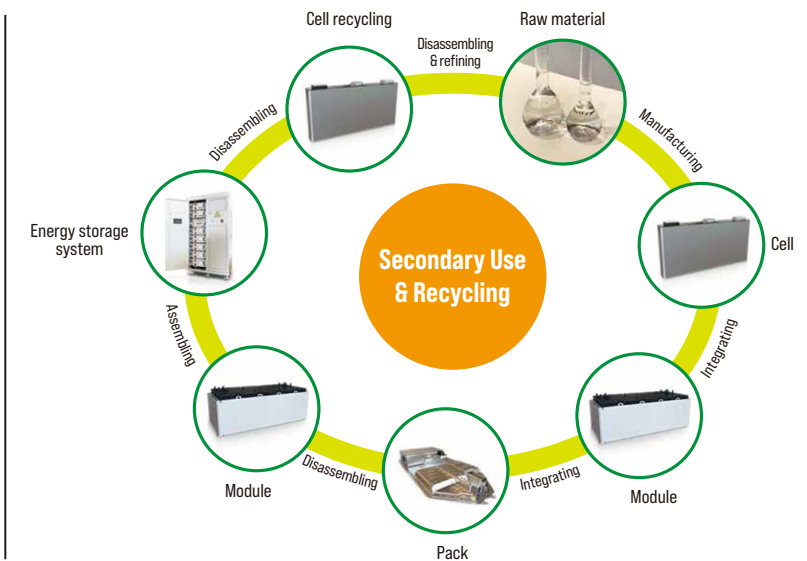 Cell recycling
Raw material
Disassembling
& refining
Disassembling
Manufacturing
Energy storage
system
Secondary Use
& Recycling
Cell
Assembling
Integrating
Module
Disassembling
Pack
Integrating
Module